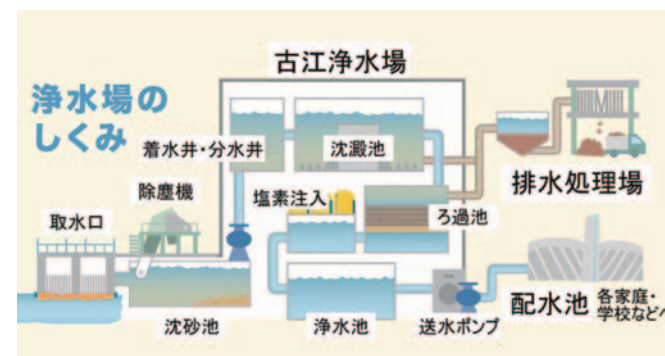 古江浄水場
浄水場の
しくみ
着水井・分水井
沈澱池
除塵機
塩素注入
ろ過池
排水処理場
取水口
沈砂池
浄水池
送水ポンプ
配水池
各家庭・
学校などへ